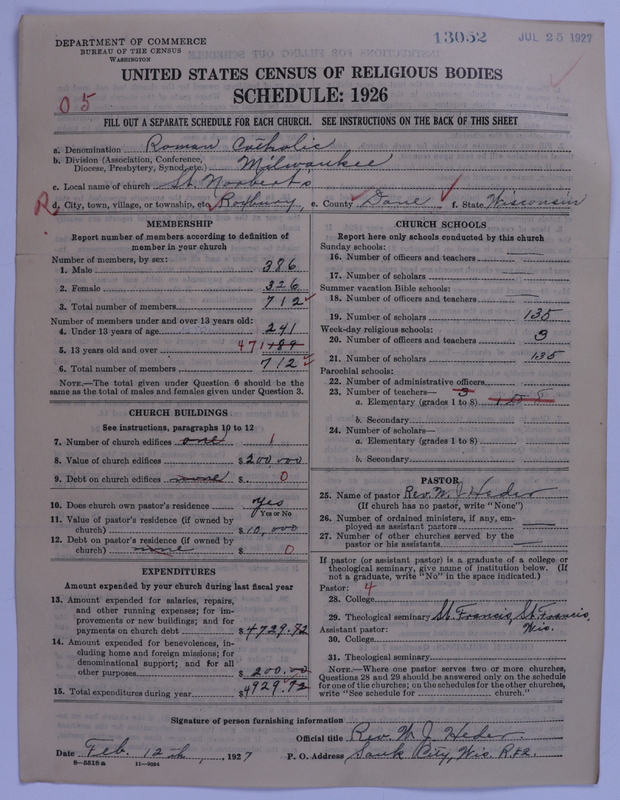 DEPARTMENT OF COMMERCE
BUREAU OF THE CENSUS
WASHINGTON
13052 JUL 25 1927
UNITED STATES CENSUS OF RELIGIOUS BODIES
SCHEDULE: 1926
05
FILL OUT A SEPARATE SCHEDULE FOR EACH CHURCH. SEE INSTRUCTIONS ON THE BACK OF THIS SHEET
a. Denomination Roman Catholic
b. Division (Association, Conference, Diocese, Presbytery, Synod, etc.) Milwaukee
c. Local name of church St. Norberts
R d. City, town, village, or township, etc. Roxbury, e. County Dane f. State Wisconsin
MEMBERSHIP
Report number of members according to definition of
member in your church
Number of members, by sex:
1. Male 386
2. Female 326
3. Total number of members 712
Number of members under and over 13 years old:
4. Under 13 years of age 241
5. 13 years old and over 471
6. Total number of members 712
NOTE.—The total given under Question 6 should be the
same as the total of males and females given under Question 3.
CHURCH BUILDINGS
See instructions, paragraphs 10 to 12
7. Number of church edifices one 1
8. Value of church edifices $200,000
9. Debt on church edifices none $ 0
10. Does church own pastor's residence Yes
Yes or No
11. Value of pastor's residence (if owned by
church) $10,000
12. Debt on pastor's residence (if owned by
church) none $ 0
EXPENDITURES
Amount expended by your church during last fiscal year
13. Amount expended for salaries, repairs,
and other running expenses; for im-
provements or new buildings; and for
payments on church debt $4729.72
14. Amount expended for benevolences, in-
cluding home and foreign missions; for
denominational support; and for all
other purposes $200.00
15. Total expenditures during year $4929.72
CHURCH SCHOOLS
Report here only schools conducted by this church
Sunday schools:
16. Number of officers and teachers
17. Number of scholars
Summer vacation Bible schools:
18. Number of officers and teachers
19. Number of scholars 135
Week-day religious schools:
20. Number of officers and teachers 3
21. Number of scholars 135
Parochial schools:
22. Number of administrative officers
23. Number of teachers— 3
a. Elementary (grades 1 to 8)
b. Secondary
24. Number of scholars—
a. Elementary (grades 1 to 8)
b. Secondary
PASTOR
25. Name of pastor Rev. W. J. Heder
(If church has no pastor, write "None")
26. Number of ordained ministers, if any, em-
ployed as assistant pastors
27. Number of other churches served by the
pastor or his assistants
If pastor (or assistant pastor) is a graduate of a college or
theological seminary, give name of institution below. (If
not a graduate, write "No" in the space indicated.)
Pastor: 4
28. College
29. Theological seminary St. Francis, St. Francis, Wis.
Assistant pastor:
30. College
31. Theological seminary
NOTE.—Where one pastor serves two or more churches,
Questions 28 and 29 should be answered only on the schedule
for one of the churches; on the schedules for the other churches,
write "See schedule for church."
Signature of person furnishing information
Official title Rev. W. J. Heder
Date Feb. 12th, 1927 P. O. Address Sauk City, Wis. R#2.
8—5518a 11—9024